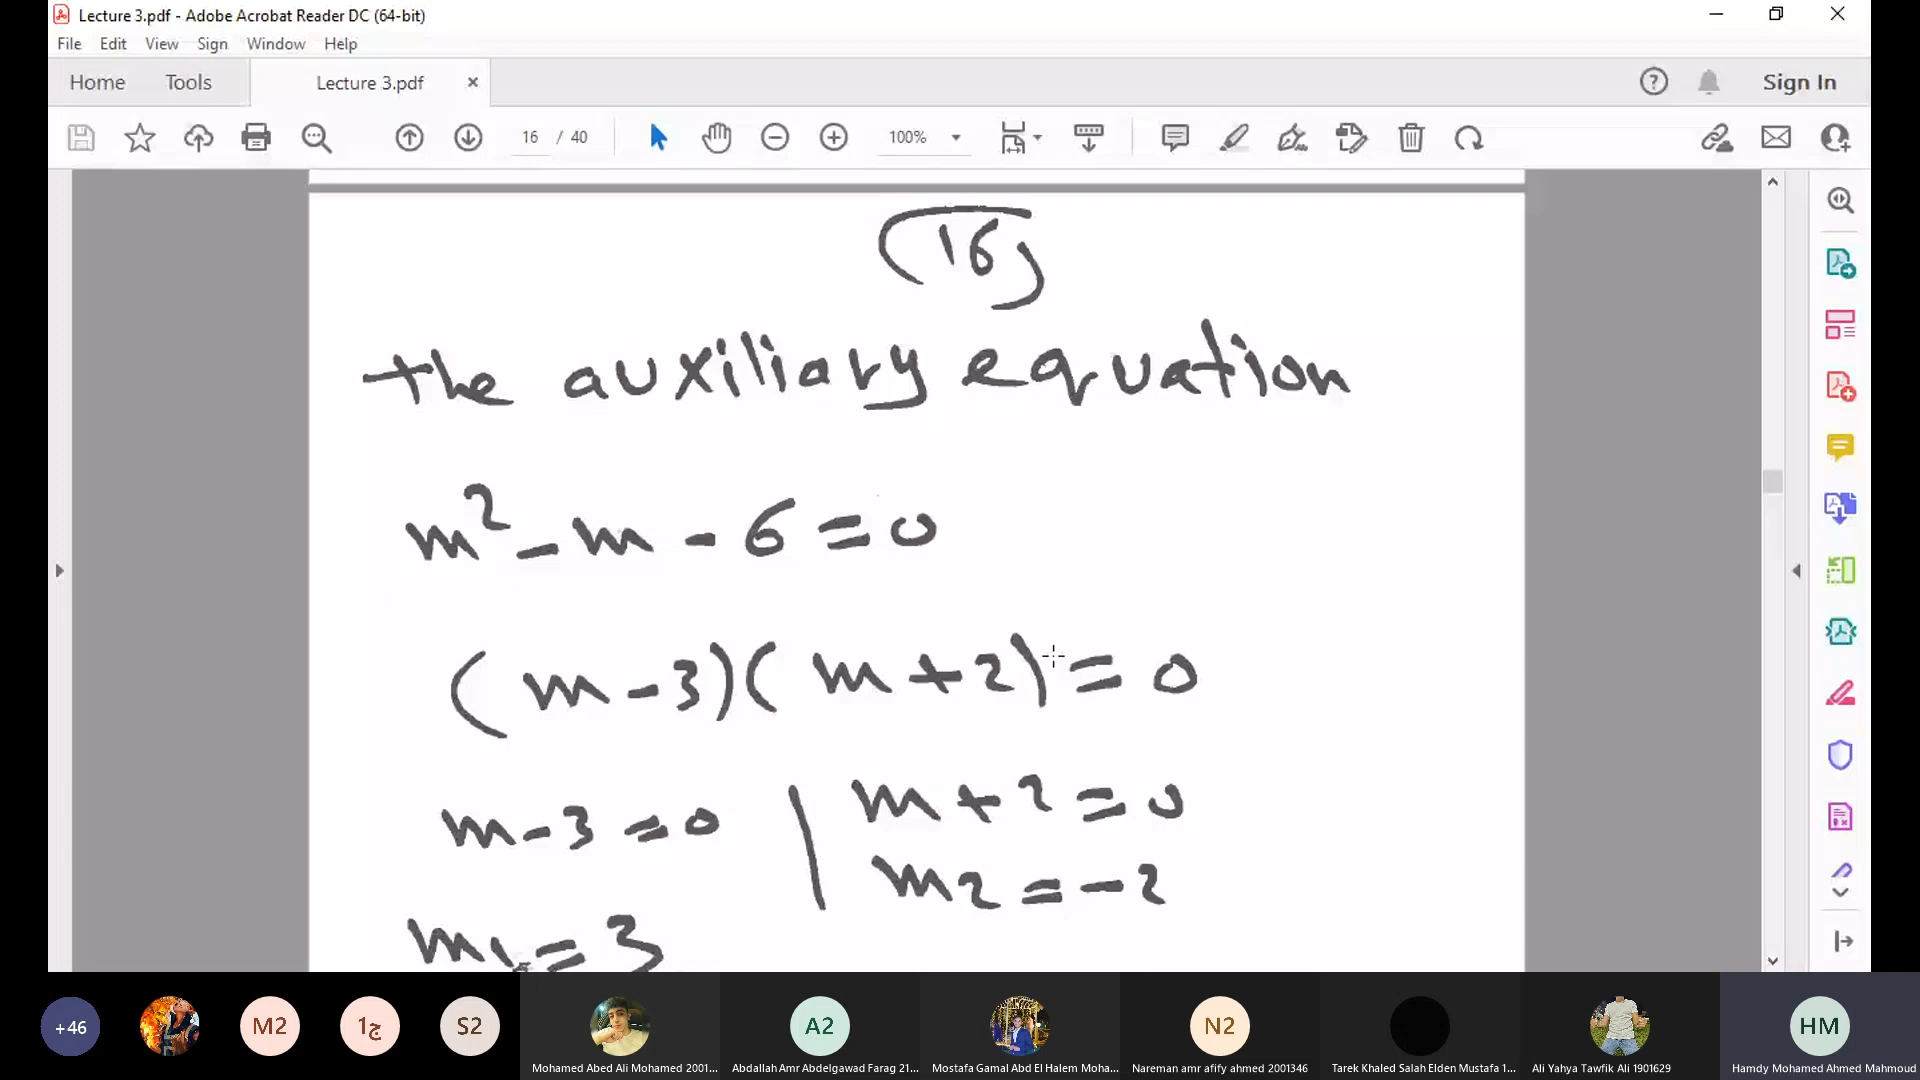 Lecture 3.pdf - Adobe Acrobat Reader DC (64-bit)
File Edit View Sign Window Help
Home Tools Lecture 3.pdf Sign In
16 / 40 100%
(16)
the auxiliary equation
m² - m - 6 = 0
(m - 3)(m + 2) = 0
m - 3 = 0 | m + 2 = 0
m2 = -2
m1 = 3
+46 M2 ج1 S2 A2 N2 HM
Mohamed Abed Ali Mohamed 2001... Abdallah Amr Abdelgawad Farag 21... Mostafa Gamal Abd El Halem Moha... Nareman amr afify ahmed 2001346 Tarek Khaled Salah Elden Mustafa 1... Ali Yahya Tawfik Ali 1901629 Hamdy Mohamed Ahmed Mahmoud